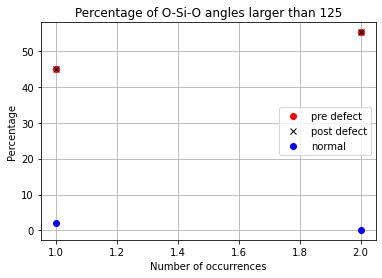 Percentage of O-Si-O angles larger than 125
50
40
30
20
10
0
Percentage
pre defect
post defect
normal
1.0 1.2 1.4 1.6 1.8 2.0
Number of occurrences